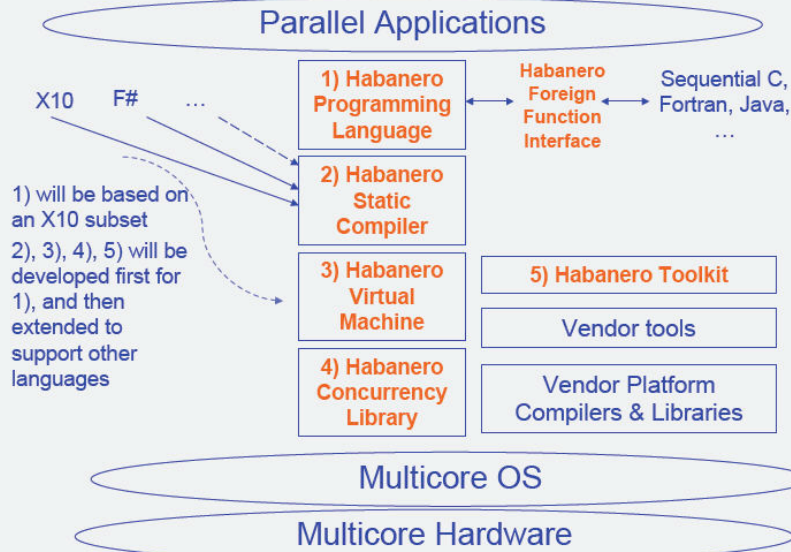 Parallel Applications
X10
F#
...
1) Habanero
Programming
Language
Habanero
Foreign
Function
Interface
Sequential C,
Fortran, Java,
...
2) Habanero
Static
Compiler
1) will be based on
an X10 subset
2), 3), 4), 5) will be
developed first for
1), and then
extended to
support other
languages
3) Habanero
Virtual
Machine
5) Habanero Toolkit
Vendor tools
4) Habanero
Concurrency
Library
Vendor Platform
Compilers & Libraries
Multicore OS
Multicore Hardware